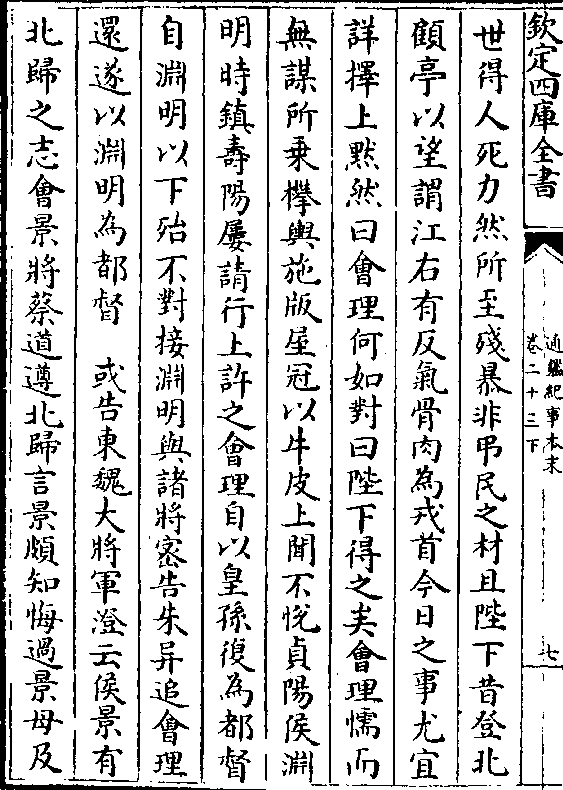 欽定四庫全書
通鑑紀事本末
卷二十三下
七
世得人死力然所至殘暴非弔民之材且陛下昔登北
顧亭以望謂江右有反氣骨肉為戎首今日之事尤宜
詳擇上黙然曰會理何如對曰陛下得之矣會理懦而
無謀所乗襻輿施版屋冠以牛皮上聞不悅貞陽侯淵
明時鎮壽陽屢請行上許之會理自以皇孫復為都督
自淵明以下殆不對接淵明與諸將宻告朱异追會理
還遂以淵明為都督　或告東魏大將軍澄云侯景有
北歸之志會景將蔡道遵北歸言景頗知悔過景母及